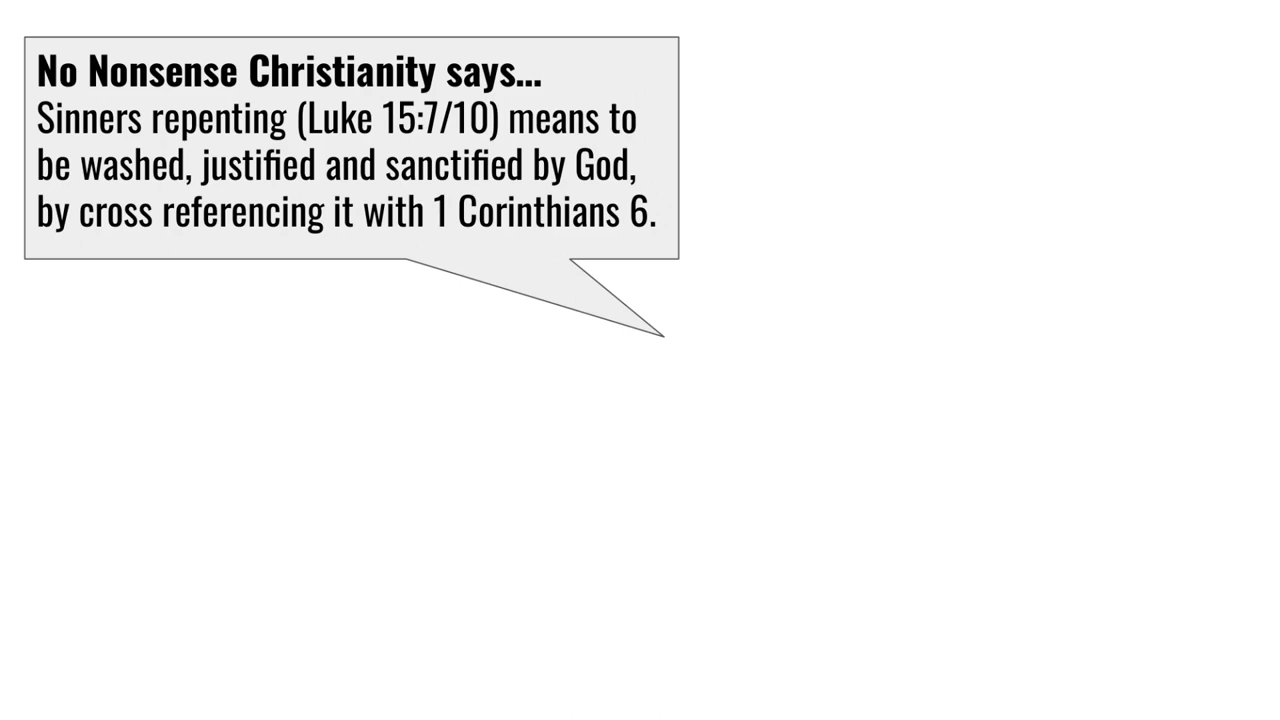 No Nonsense Christianity says...
Sinners repenting (Luke 15:7/10) means to
be washed, justified and sanctified by God,
by cross referencing it with 1 Corinthians 6.